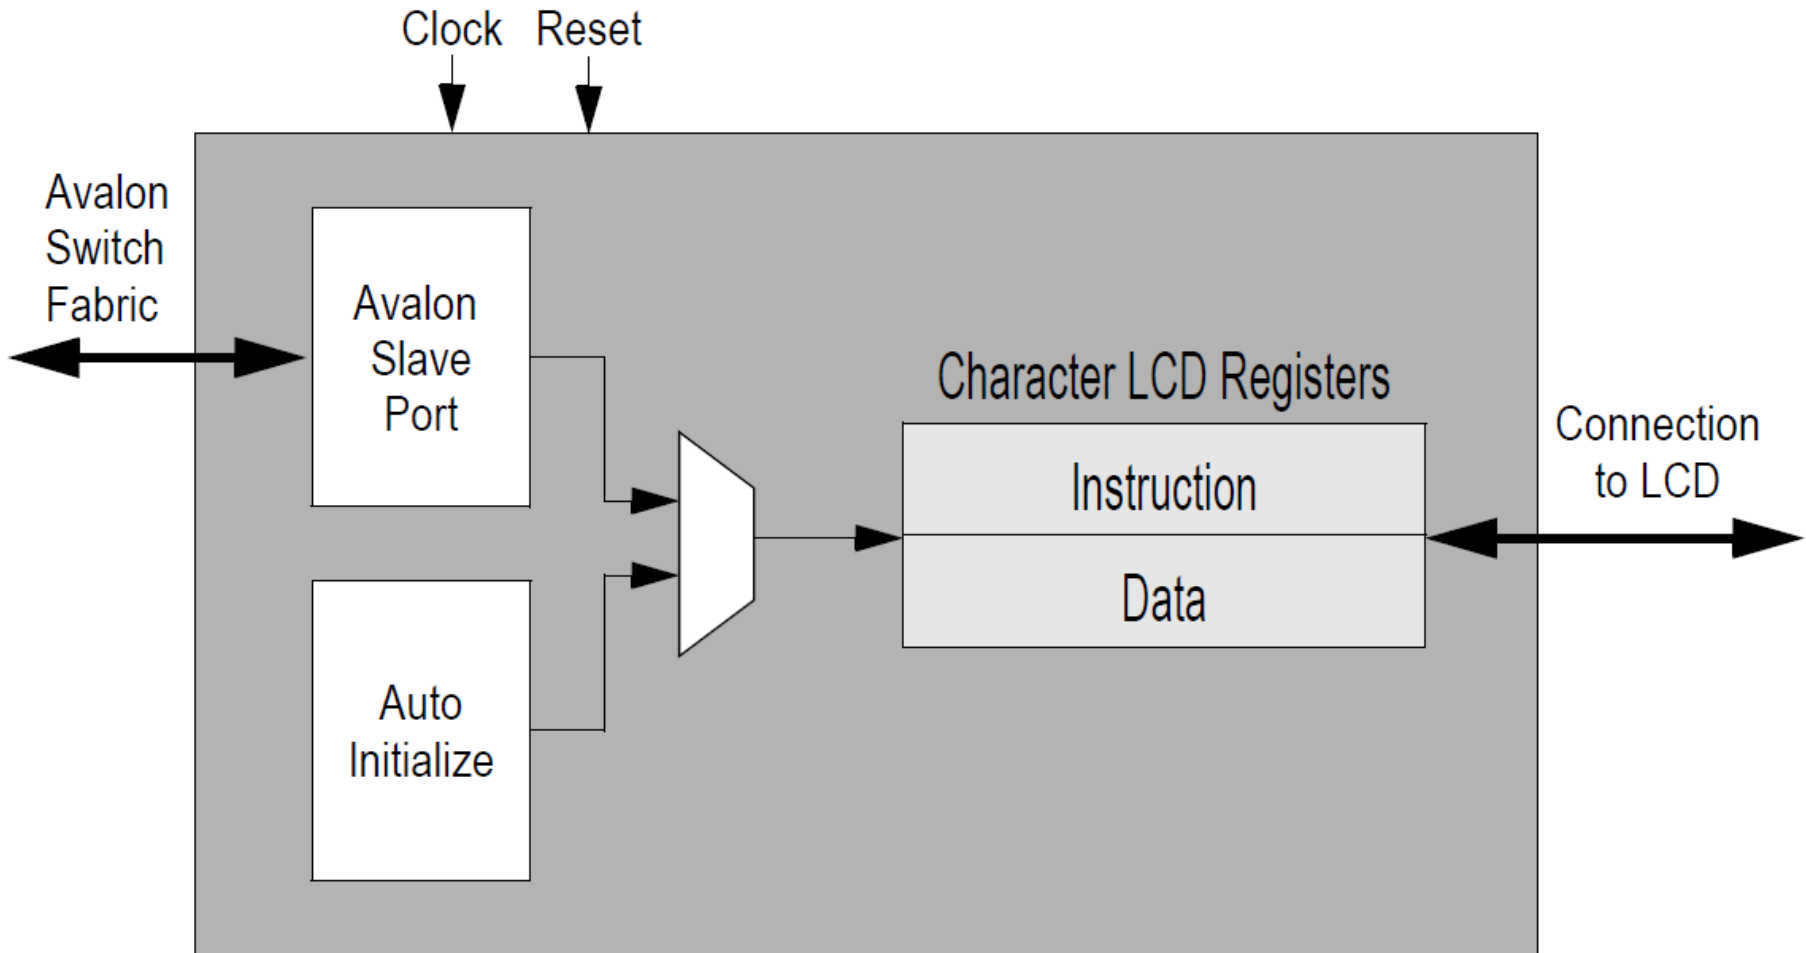 Clock Reset
Avalon
Switch
Fabric
Avalon
Slave
Port
Character LCD Registers
Instruction
Data
Connection
to LCD
Auto
Initialize